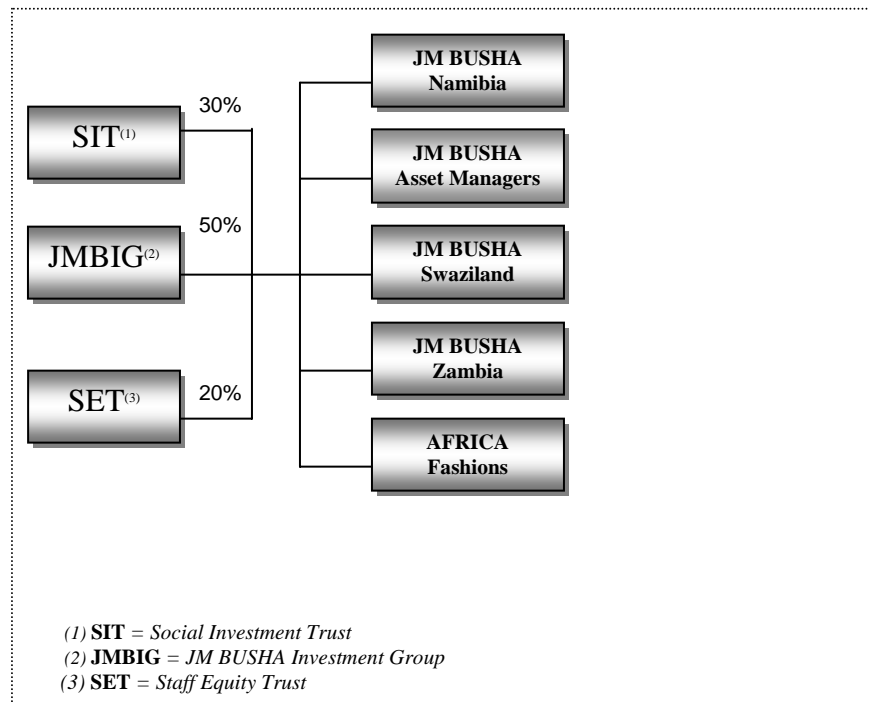 30%
SIT(1)
50%
JMBIG(2)
20%
SET(3)
JM BUSHA
Namibia
JM BUSHA
Asset Managers
JM BUSHA
Swaziland
JM BUSHA
Zambia
AFRICA
Fashions
(1) SIT = Social Investment Trust
(2) JMBIG = JM BUSHA Investment Group
(3) SET = Staff Equity Trust